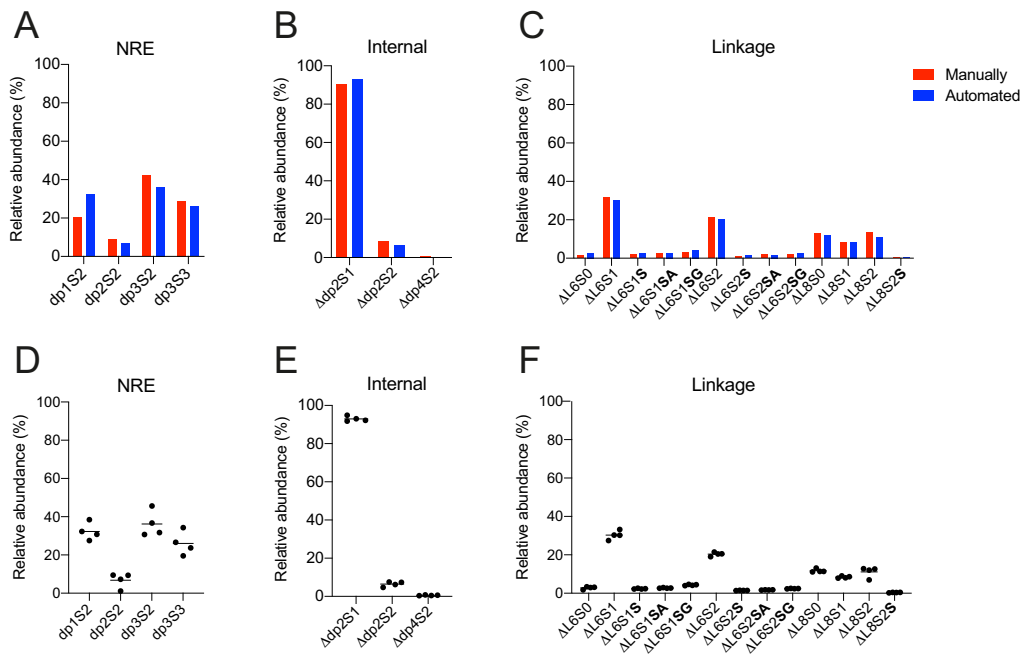 A
NRE
Relative abundance (%)
100
80
60
40
20
0
dp1S2
dp2S2
dp3S2
dp3S3
B
Internal
Relative abundance (%)
100
80
60
40
20
0
Δdp2S1
Δdp2S2
Δdp4S2
C
Linkage
Relative abundance (%)
100
80
60
40
20
0
ΔL6S0
ΔL6S1
ΔL6S1S
ΔL6S1SA
ΔL6S1SG
ΔL6S2
ΔL6S2S
ΔL6S2SA
ΔL6S2SG
ΔL8S0
ΔL8S1
ΔL8S2
ΔL8S2S
Manually
Automated
D
NRE
Relative abundance (%)
100
80
60
40
20
0
dp1S2
dp2S2
dp3S2
dp3S3
E
Internal
Relative abundance (%)
100
80
60
40
20
0
Δdp2S1
Δdp2S2
Δdp4S2
F
Linkage
Relative abundance (%)
100
80
60
40
20
0
ΔL6S0
ΔL6S1
ΔL6S1S
ΔL6S1SA
ΔL6S1SG
ΔL6S2
ΔL6S2S
ΔL6S2SA
ΔL6S2SG
ΔL8S0
ΔL8S1
ΔL8S2
ΔL8S2S